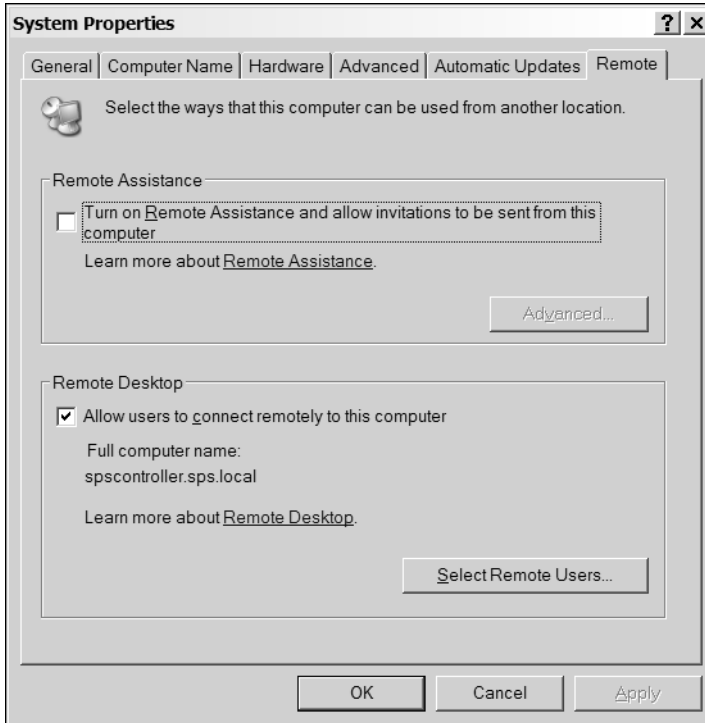 System Properties
? X
General Computer Name Hardware Advanced Automatic Updates Remote
Select the ways that this computer can be used from another location.
Remote Assistance
Turn on Remote Assistance and allow invitations to be sent from this
computer
Learn more about Remote Assistance.
Advanced...
Remote Desktop
Allow users to connect remotely to this computer
Full computer name:
spscontroller.sps.local
Learn more about Remote Desktop.
Select Remote Users...
OK Cancel Apply